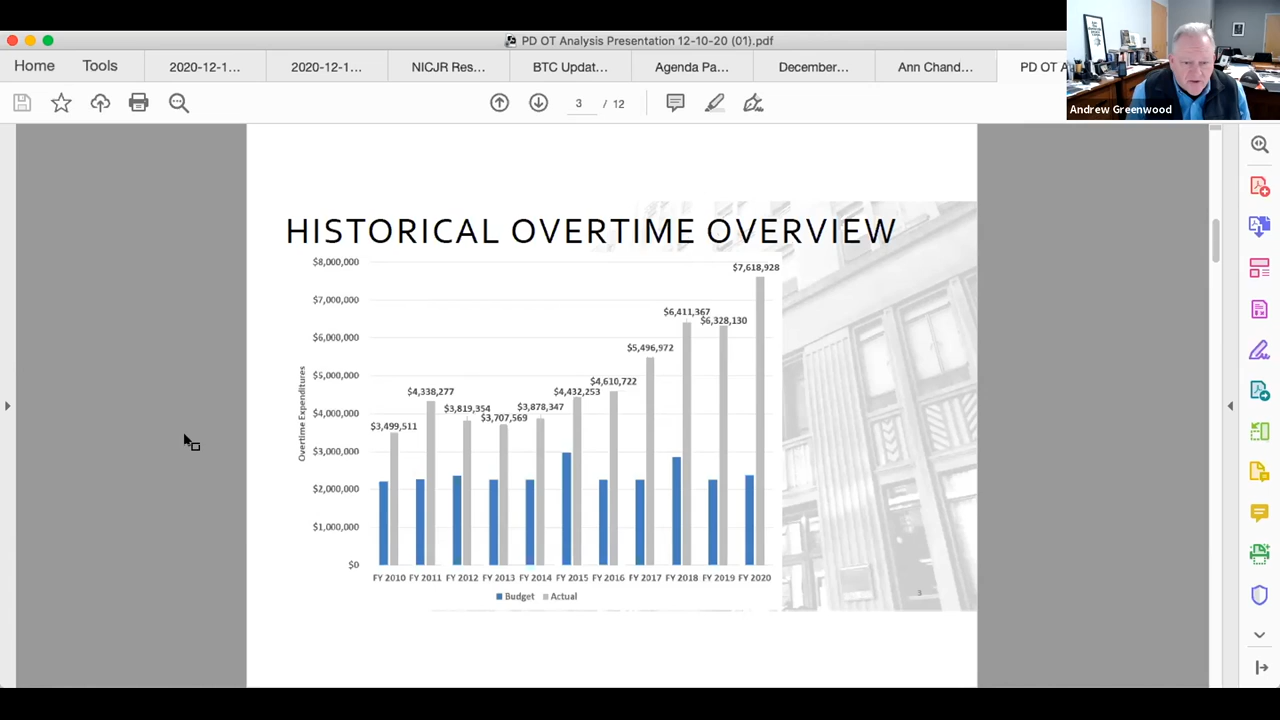 PD OT Analysis Presentation 12-10-20 (01).pdf
Home Tools 2020-12-1... 2020-12-1... NICJR Res... BTC Updat... Agenda Pa... December... Ann Chand... PD OT A
3 / 12
Andrew Greenwood
HISTORICAL OVERTIME OVERVIEW
$8,000,000
$7,000,000
$6,000,000
$5,000,000
$4,000,000
$3,000,000
$2,000,000
$1,000,000
$0
Overtime Expenditures
$3,499,511
$4,338,277
$3,819,354
$3,707,569
$3,878,347
$4,432,253
$4,610,722
$5,496,972
$6,411,367
$6,328,130
$7,618,928
FY 2010 FY 2011 FY 2012 FY 2013 FY 2014 FY 2015 FY 2016 FY 2017 FY 2018 FY 2019 FY 2020
Budget Actual
3